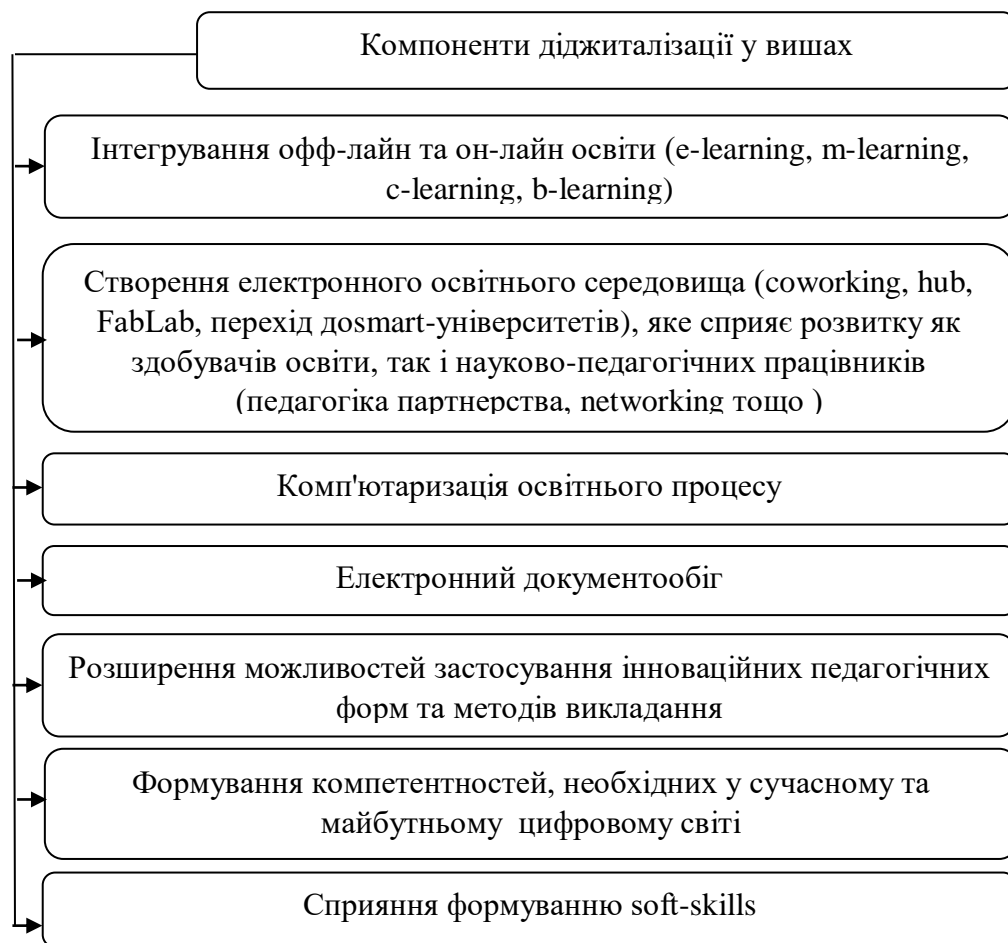 Компоненти діджиталізації у вишах
Інтегрування офф-лайн та он-лайн освіти (e-learning, m-learning,
c-learning, b-learning)
Створення електронного освітнього середовища (coworking, hub,
FabLab, перехід доsmart-університетів), яке сприяє розвитку як
здобувачів освіти, так і науково-педагогічних працівників
(педагогіка партнерства, networking тощо )
Комп'ютаризація освітнього процесу
Електронний документообіг
Розширення можливостей застосування інноваційних педагогічних
форм та методів викладання
Формування компетентностей, необхідних у сучасному та
майбутньому  цифровому світі
Сприяння формуванню soft-skills